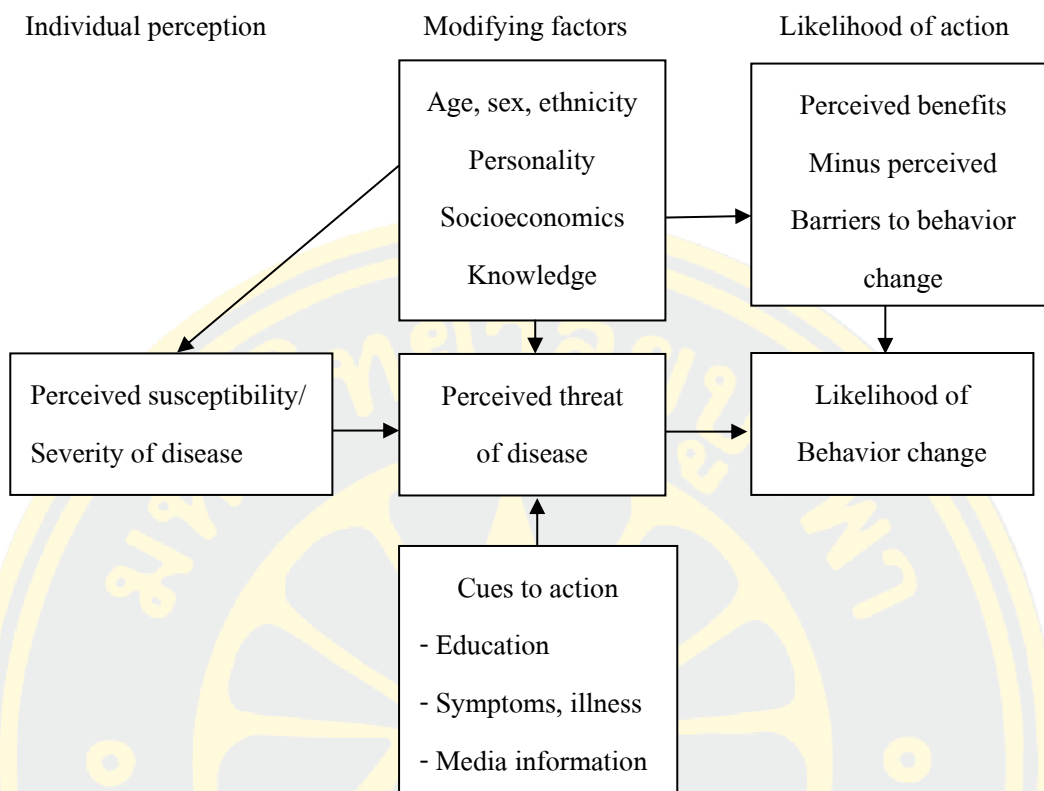 Individual perception
Modifying factors
Likelihood of action
Age, sex, ethnicity
Personality
Socioeconomics
Knowledge
Perceived benefits
Minus perceived
Barriers to behavior
change
Perceived susceptibility/
Severity of disease
Perceived threat
of disease
Likelihood of
Behavior change
Cues to action
- Education
- Symptoms, illness
- Media information